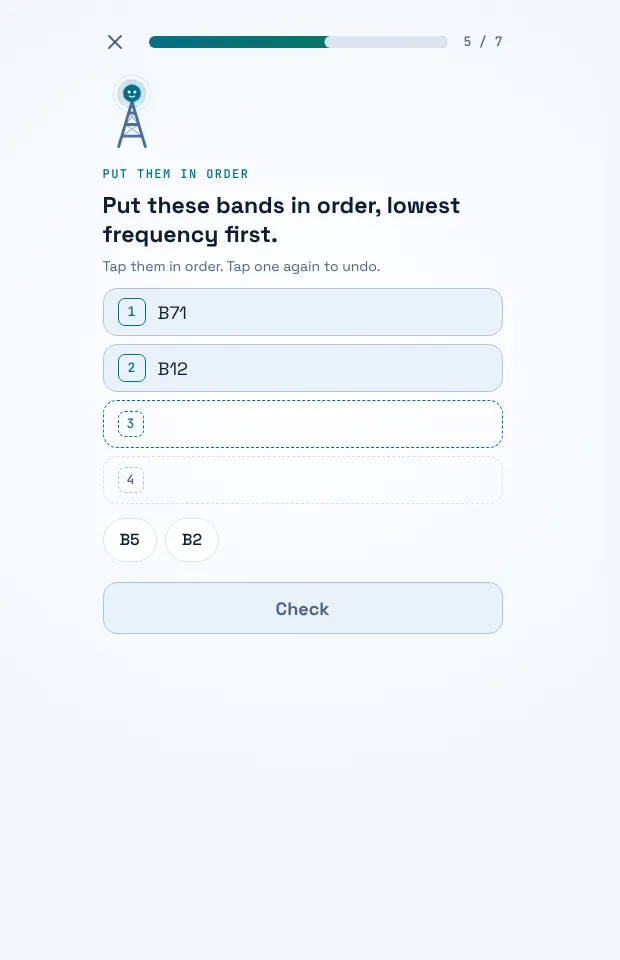 5 / 7
PUT THEM IN ORDER
Put these bands in order, lowest
frequency first.
Tap them in order. Tap one again to undo.
1 B71
2 B12
3
4
B5 B2
Check